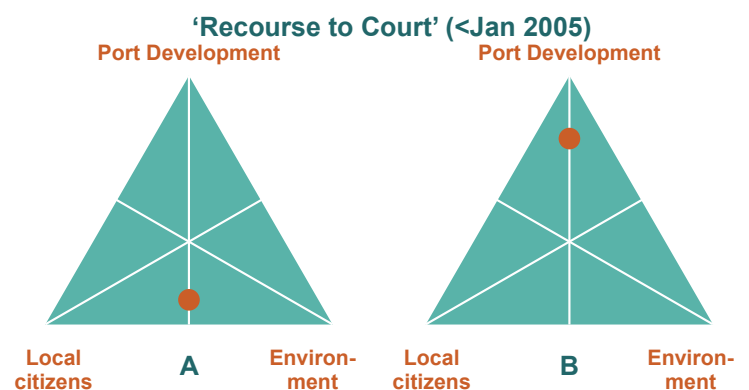 ‘Recourse to Court’ (<Jan 2005)
Port Development
Port Development
Local
citizens
A
Environ-
ment
Local
citizens
B
Environ-
ment